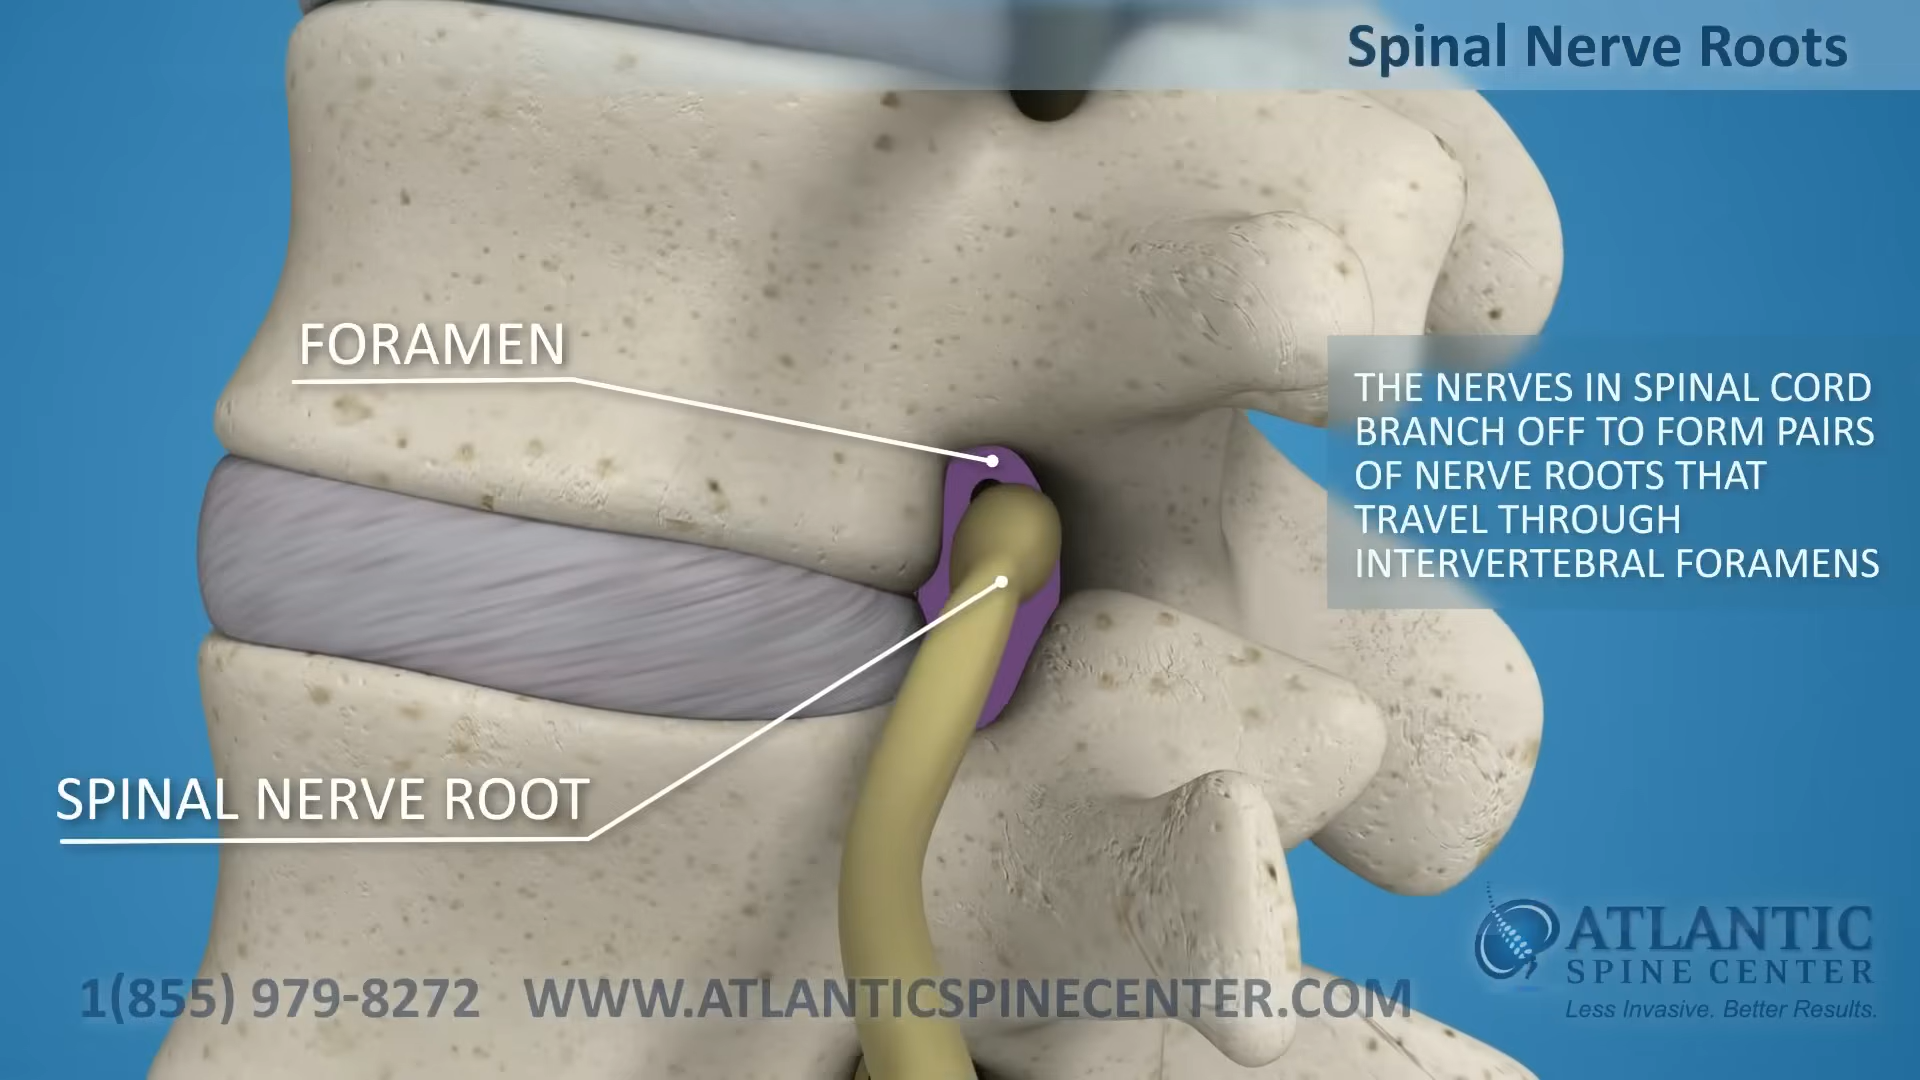 Spinal Nerve Roots
FORAMEN
THE NERVES IN SPINAL CORD
BRANCH OFF TO FORM PAIRS
OF NERVE ROOTS THAT
TRAVEL THROUGH
INTERVERTEBRAL FORAMENS
SPINAL NERVE ROOT
ATLANTIC
SPINE CENTER
Less Invasive. Better Results.
1(855) 979-8272 WWW.ATLANTICSPINECENTER.COM